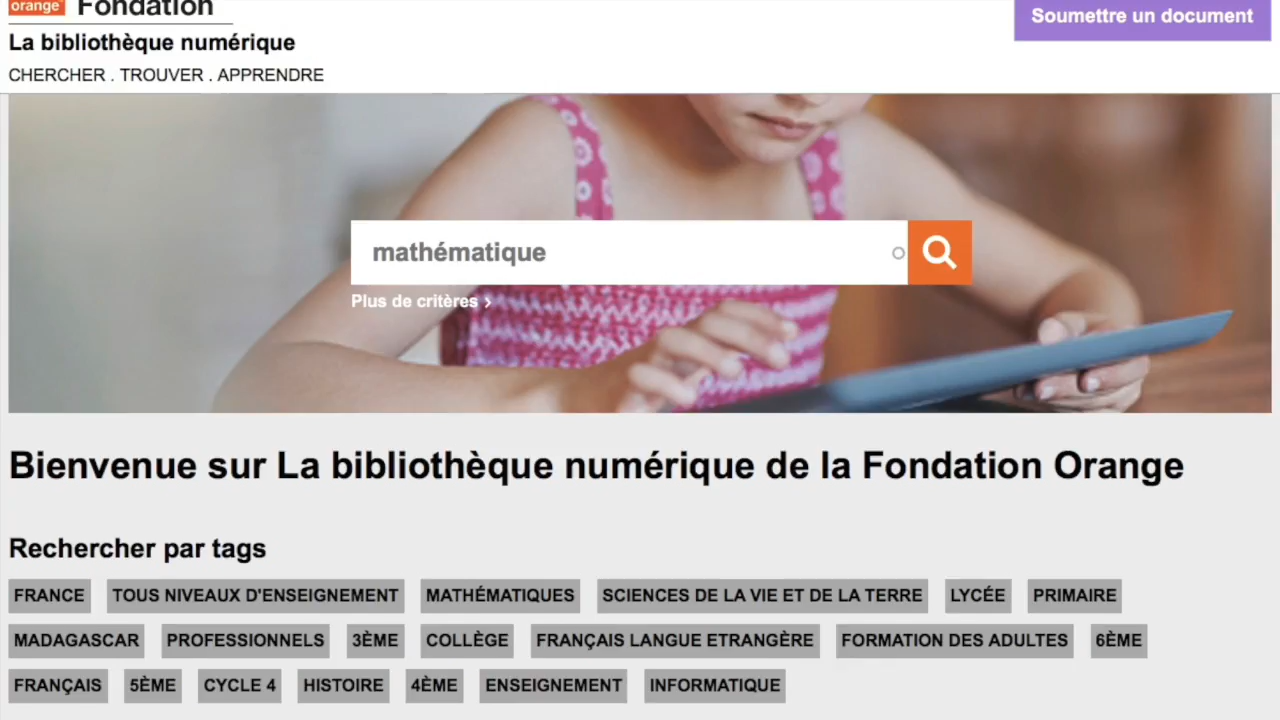 orange Fondation
Soumettre un document
La bibliothèque numérique
CHERCHER . TROUVER . APPRENDRE
mathématique
Plus de critères ›
Bienvenue sur La bibliothèque numérique de la Fondation Orange
Rechercher par tags
FRANCE TOUS NIVEAUX D'ENSEIGNEMENT MATHÉMATIQUES SCIENCES DE LA VIE ET DE LA TERRE LYCÉE PRIMAIRE
MADAGASCAR PROFESSIONNELS 3ÈME COLLÈGE FRANÇAIS LANGUE ETRANGÈRE FORMATION DES ADULTES 6ÈME
FRANÇAIS 5ÈME CYCLE 4 HISTOIRE 4ÈME ENSEIGNEMENT INFORMATIQUE